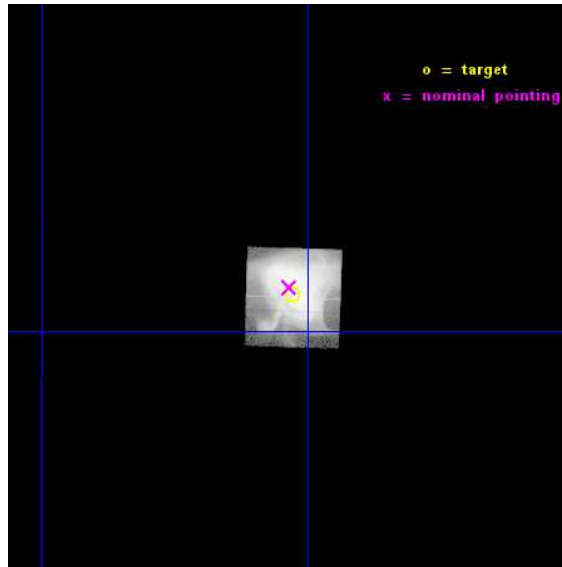 o = target
x = nominal pointing